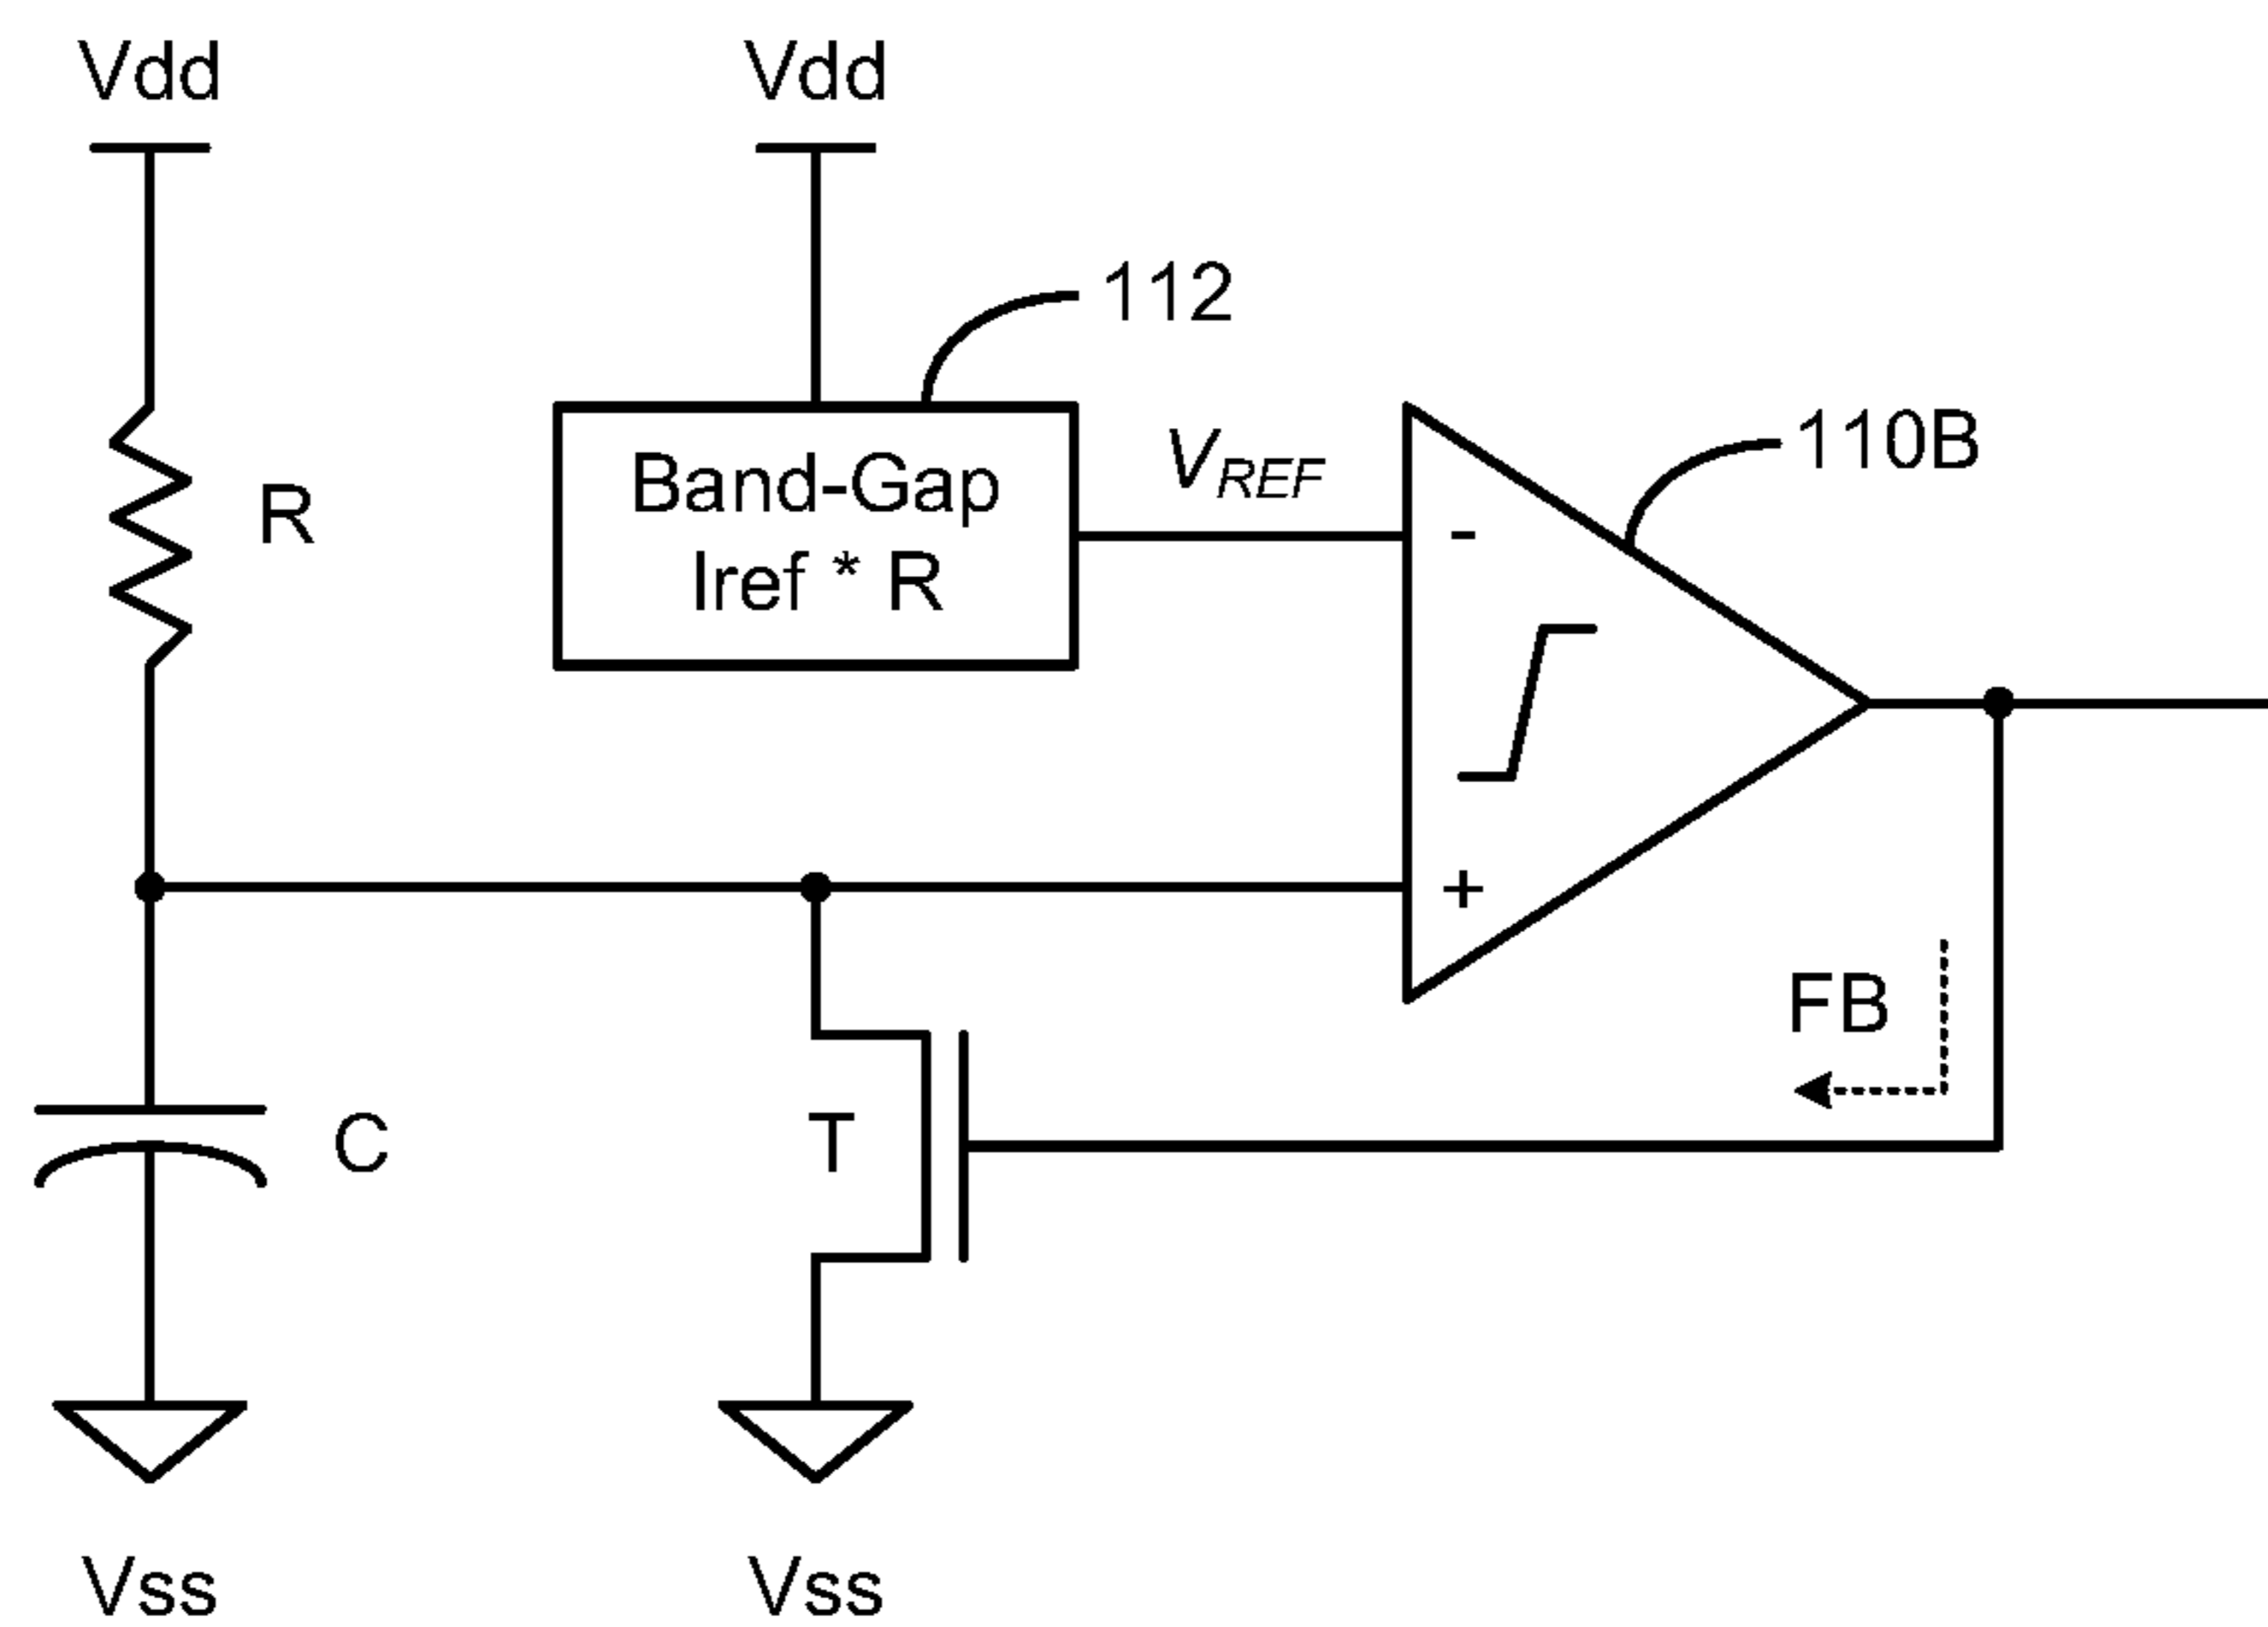 Vdd
Vdd
112
110B
Band-Gap
Iref * R
VREF
R
-
+
FB
T
C
Vss
Vss